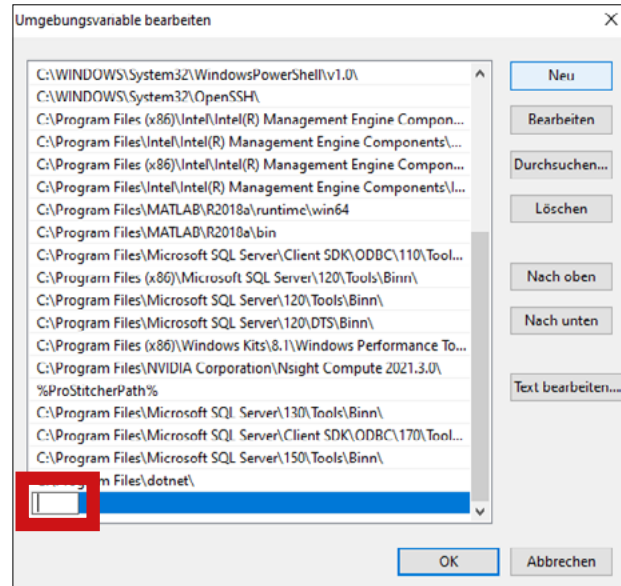 Umgebungsvariable bearbeiten
C:\WINDOWS\System32\WindowsPowerShell\v1.0\
C:\WINDOWS\System32\OpenSSH\
C:\Program Files (x86)\Intel\Intel(R) Management Engine Compon...
C:\Program Files\Intel\Intel(R) Management Engine Components\...
C:\Program Files (x86)\Intel\Intel(R) Management Engine Compon...
C:\Program Files\Intel\Intel(R) Management Engine Components\I...
C:\Program Files\MATLAB\R2018a\runtime\win64
C:\Program Files\MATLAB\R2018a\bin
C:\Program Files\Microsoft SQL Server\Client SDK\ODBC\110\Tool...
C:\Program Files (x86)\Microsoft SQL Server\120\Tools\Binn\
C:\Program Files\Microsoft SQL Server\120\Tools\Binn\
C:\Program Files\Microsoft SQL Server\120\DTS\Binn\
C:\Program Files (x86)\Windows Kits\8.1\Windows Performance To...
C:\Program Files\NVIDIA Corporation\Nsight Compute 2021.3.0\
%ProStitcherPath%
C:\Program Files\Microsoft SQL Server\130\Tools\Binn\
C:\Program Files\Microsoft SQL Server\Client SDK\ODBC\170\Tool...
C:\Program Files\Microsoft SQL Server\150\Tools\Binn\
Files\dotnet\
Neu
Bearbeiten
Durchsuchen...
Löschen
Nach oben
Nach unten
Text bearbeiten...
OK
Abbrechen